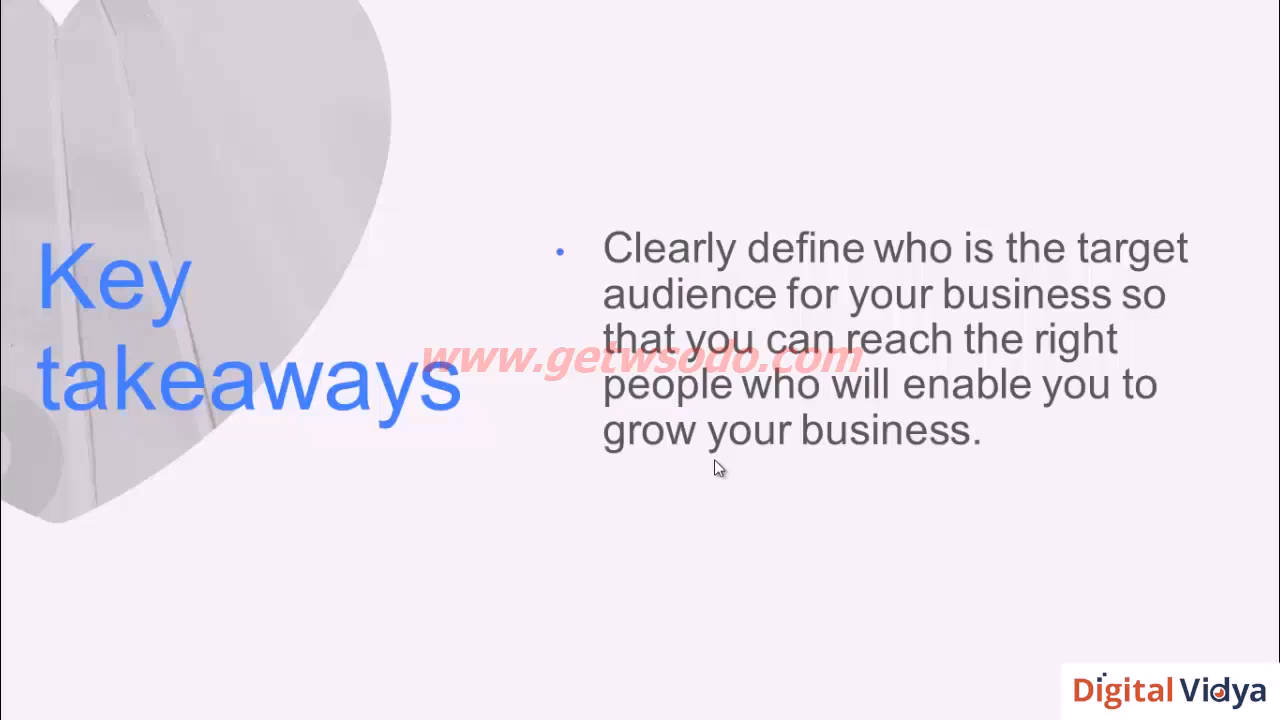 Key
takeaways
• Clearly define who is the target
audience for your business so
that you can reach the right
people who will enable you to
grow your business.
www.getwsodo.com
Digital Vidya